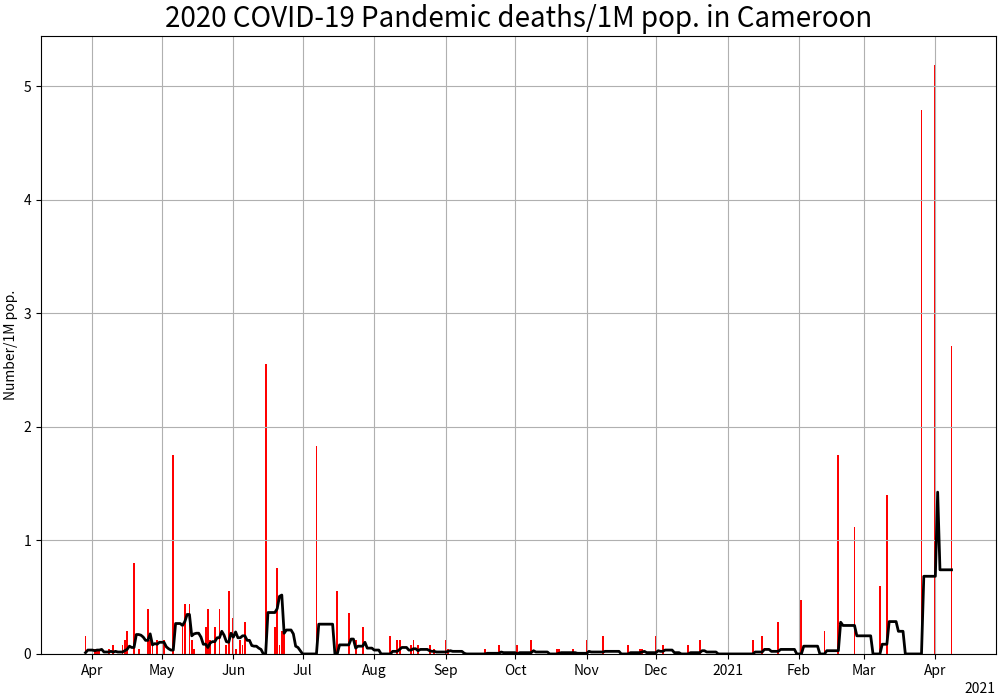 2020 COVID-19 Pandemic deaths/1M pop. in Cameroon
Number/1M pop.
5
4
3
2
1
0
Apr May Jun Jul Aug Sep Oct Nov Dec 2021 Feb Mar Apr
2021